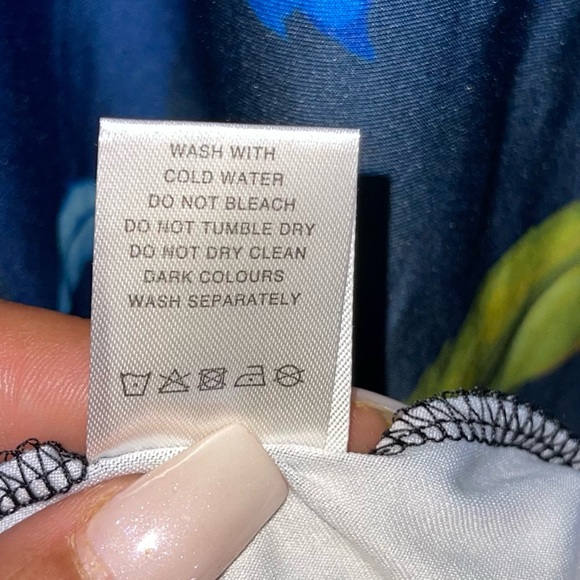 WASH WITH
COLD WATER
DO NOT BLEACH
DO NOT TUMBLE DRY
DO NOT DRY CLEAN
DARK COLOURS
WASH SEPARATELY